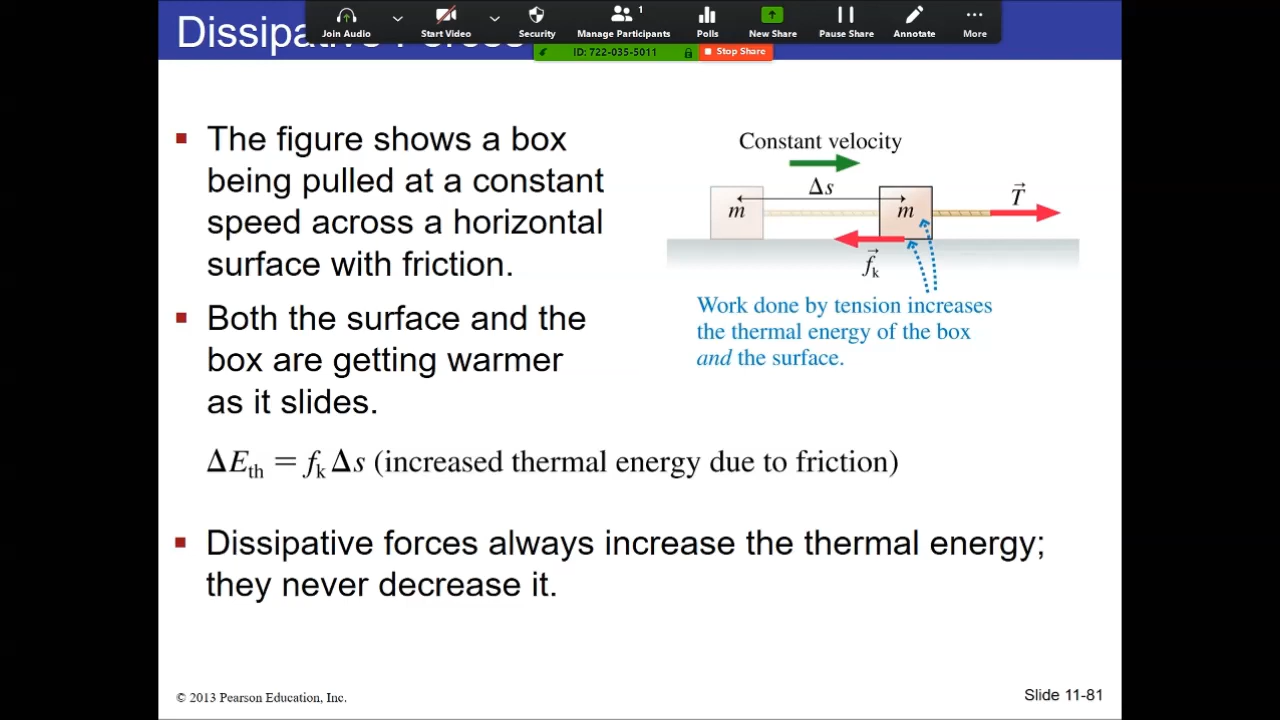 Join Audio
Start Video
Security
1
Manage Participants
Polls
New Share
Pause Share
Annotate
More
ID: 722-035-5011
Stop Share
The figure shows a box
being pulled at a constant
speed across a horizontal
surface with friction.
Both the surface and the
box are getting warmer
as it slides.
Constant velocity
Δs
m
m
T⃗
f⃗k
Work done by tension increases
the thermal energy of the box
and the surface.
ΔEth = fk Δs (increased thermal energy due to friction)
Dissipative forces always increase the thermal energy;
they never decrease it.
© 2013 Pearson Education, Inc.
Slide 11-81